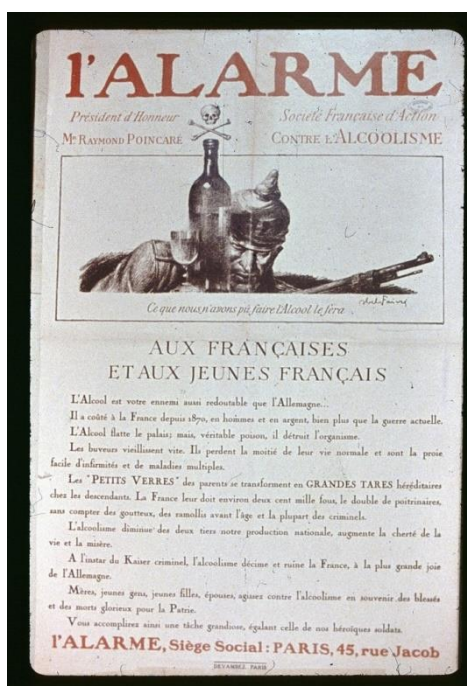 l'ALARME
Président d'Honneur
Mr RAYMOND POINCARÉ
Société Française d'Action
CONTRE L'ALCOOLISME
Ce que nous n'avons pû faire l'Alcool le fera
AUX FRANÇAISES
ET AUX JEUNES FRANÇAIS
L'Alcool est votre ennemi aussi redoutable que l'Allemagne...
Il a coûté à la France depuis 1870, en hommes et en argent, bien plus que la guerre actuelle.
L'Alcool flatte le palais; mais, véritable poison, il détruit l'organisme.
Les buveurs vieillissent vite. Ils perdent la moitié de leur vie normale et sont la proie
facile d'infirmités et de maladies multiples.
Les "PETITS VERRES" des parents se transforment en GRANDES TARES héréditaires
chez les descendants. La France leur doit environ deux cent mille fous, le double de poitrinaires,
sans compter des goutteux, des ramollis avant l'âge et la plupart des criminels.
L'alcoolisme diminue des deux tiers notre production nationale, augmente la cherté de la
vie et la misère.
A l'instar du Kaiser criminel, l'alcoolisme décime et ruine la France, à la plus grande joie
de l'Allemagne.
Mères, jeunes gens, jeunes filles, épouses, agissez contre l'alcoolisme en souvenir des blessés
et des morts glorieux pour la Patrie.
Vous accomplirez ainsi une tâche grandiose, égalant celle de nos héroïques soldats.
l'ALARME, Siège Social : PARIS, 45, rue Jacob
DEVAMBEZ PARIS